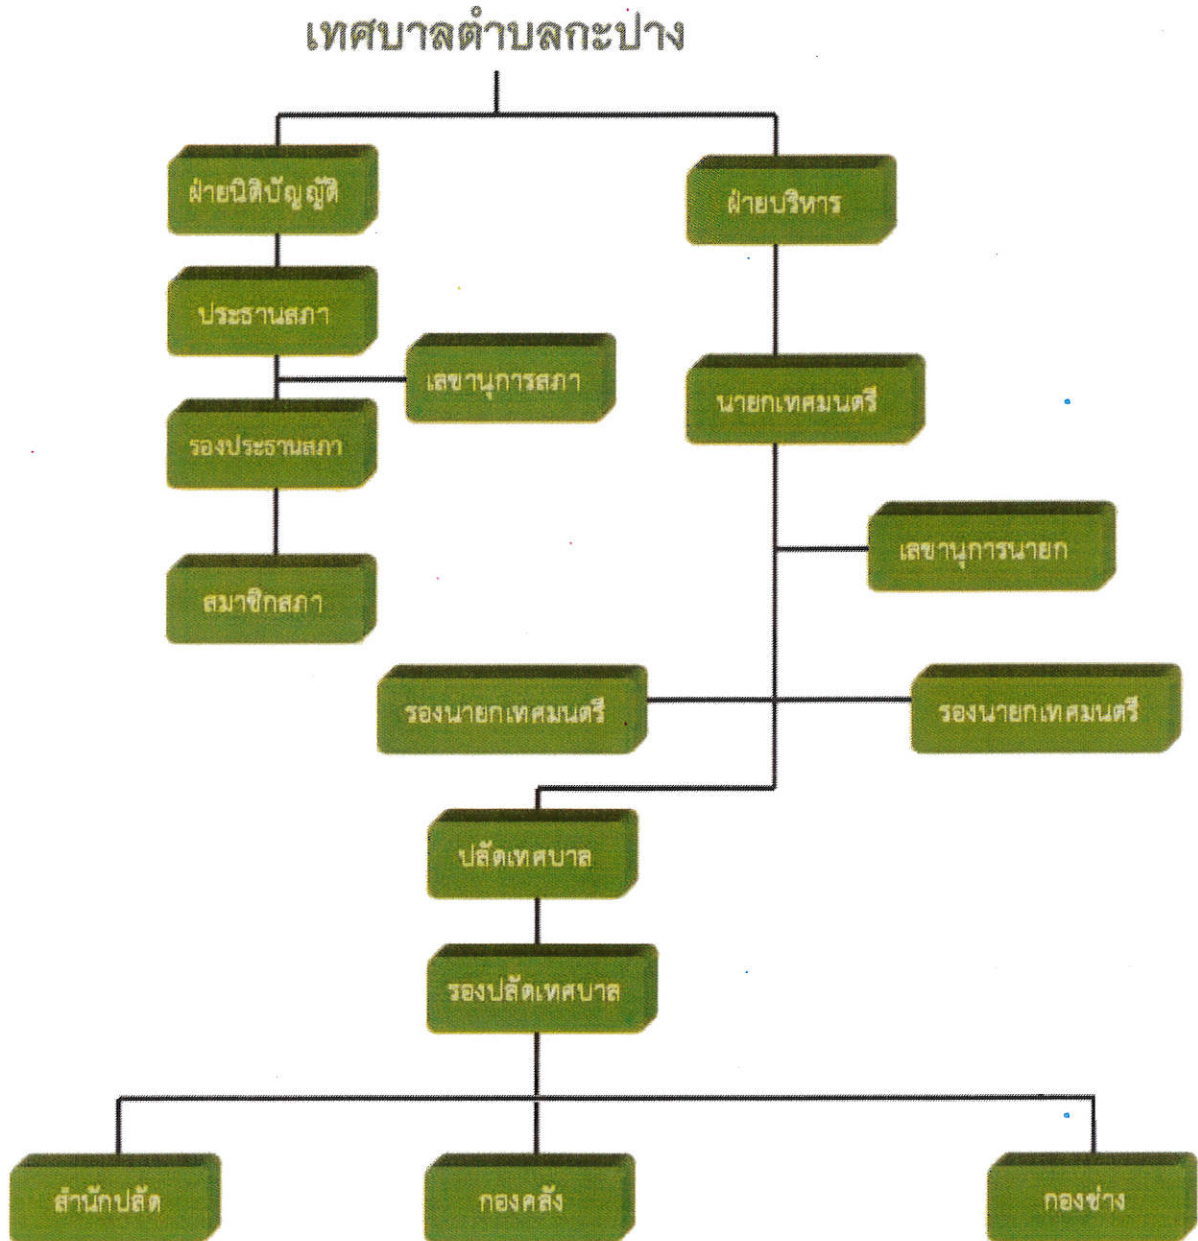 เทศบาลตำบลกะปาง
ฝ่ายนิติบัญญัติ
ฝ่ายบริหาร
ประธานสภา
เลขานุการสภา
นายกเทศมนตรี
รองประธานสภา
เลขานุการนายก
สมาชิกสภา
รองนายกเทศมนตรี
รองนายกเทศมนตรี
ปลัดเทศบาล
รองปลัดเทศบาล
สำนักปลัด
กองคลัง
กองช่าง